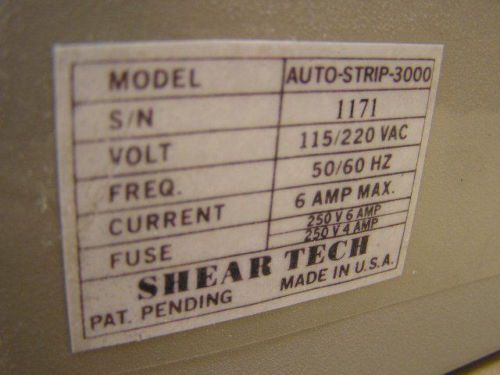 MODEL AUTO-STRIP-3000
S/N 1171
VOLT 115/220 VAC
FREQ. 50/60 HZ
CURRENT 6 AMP MAX.
FUSE 250 V 6 AMP
250 V 4 AMP
SHEAR TECH
PAT. PENDING MADE IN U.S.A.